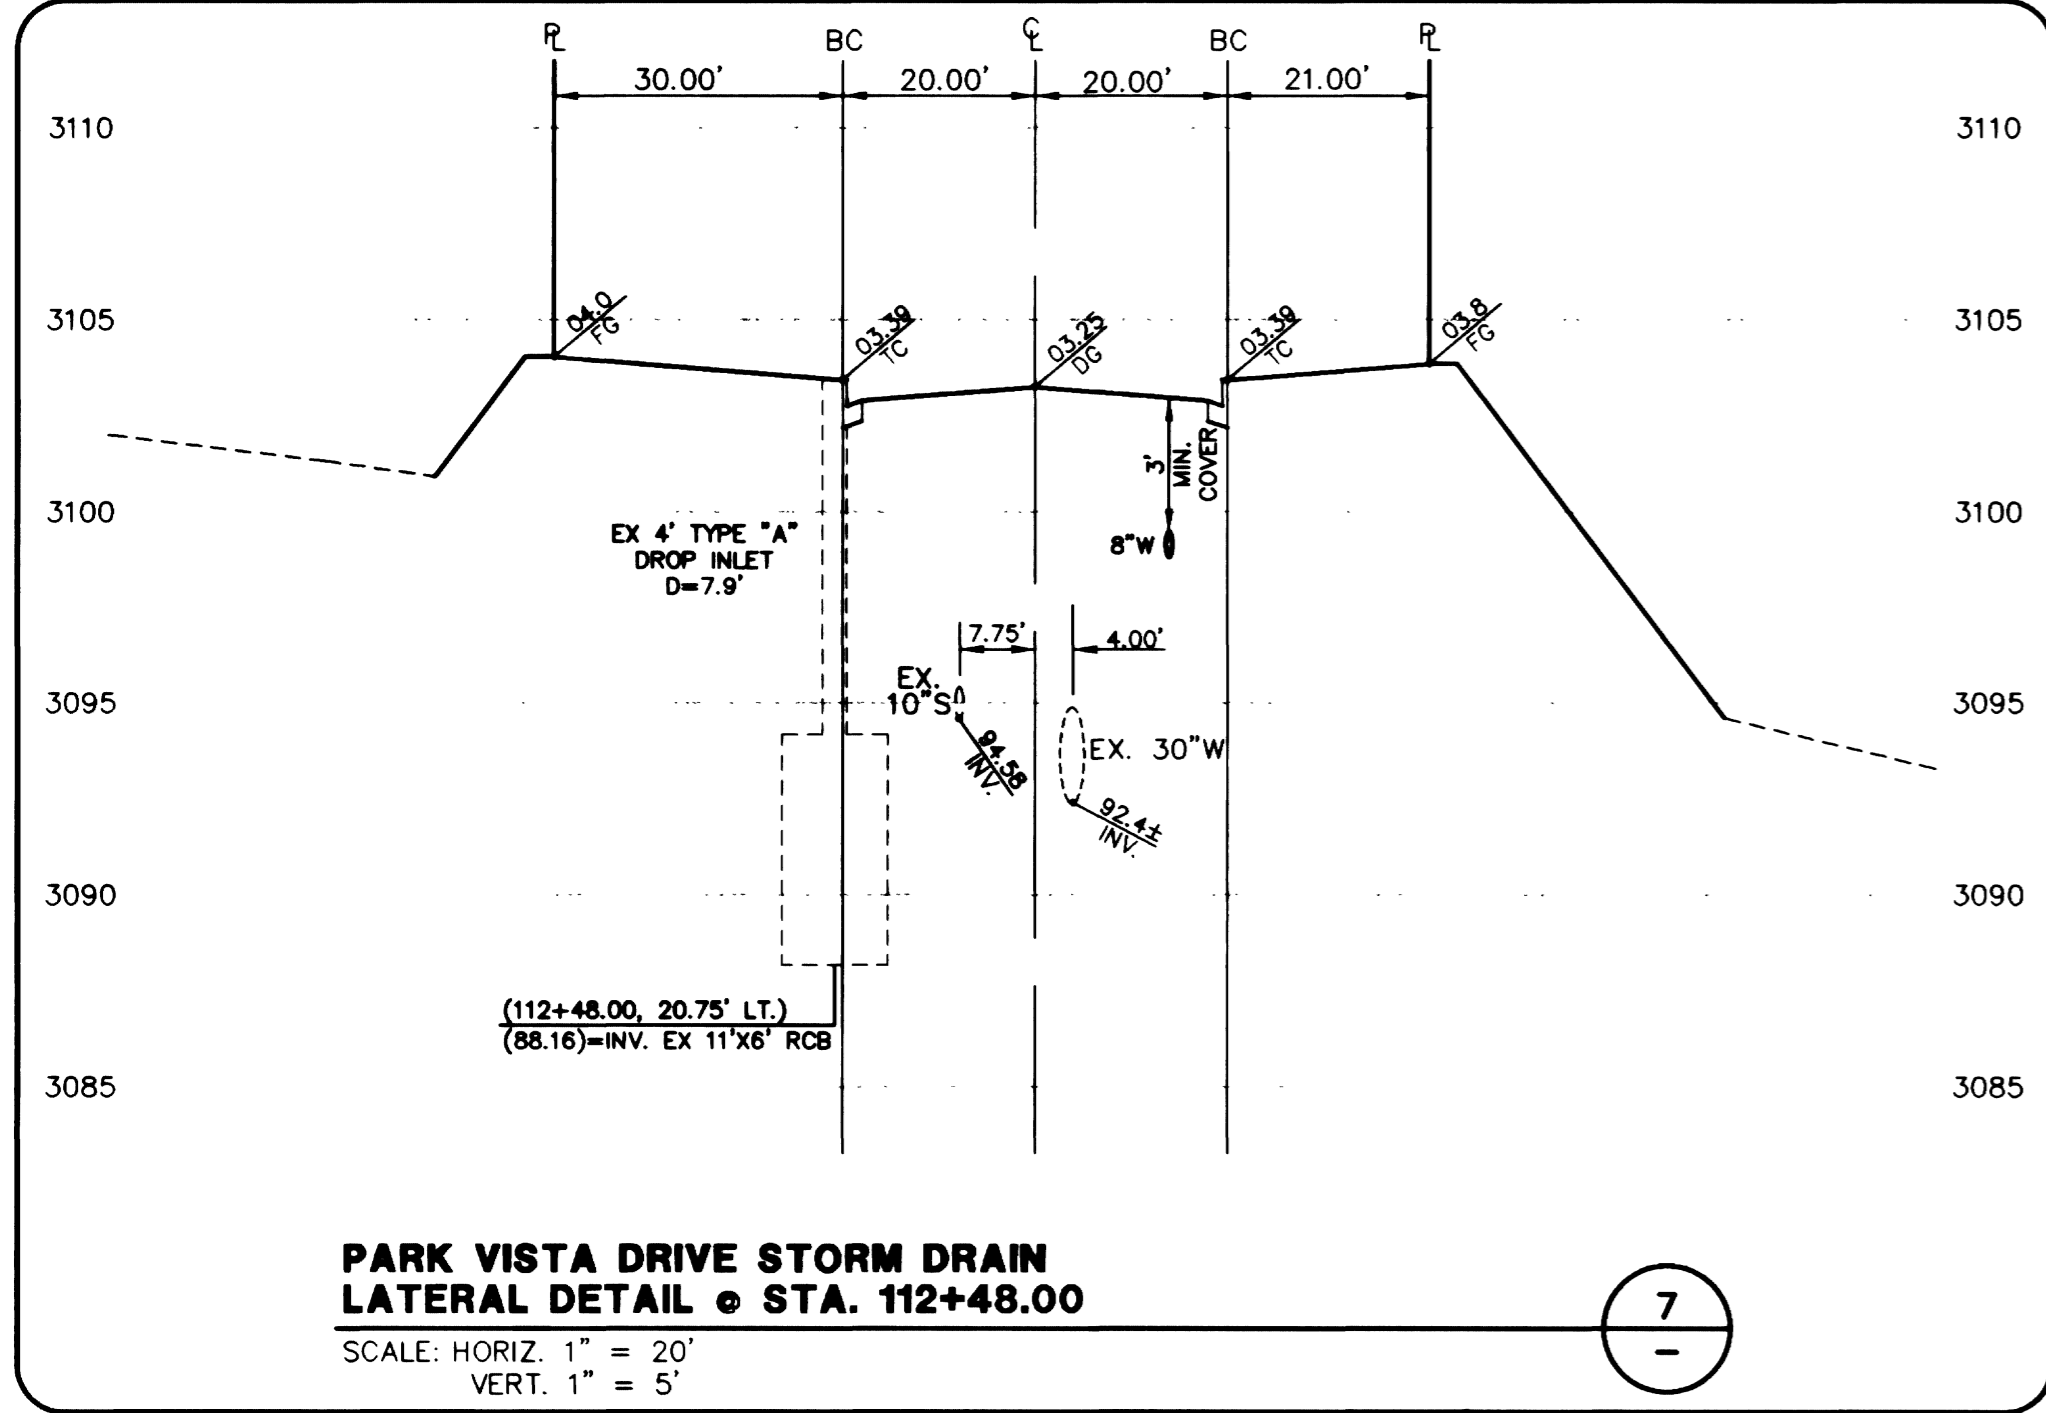 PL BC CL BC PL
30.00' 20.00' 20.00' 21.00'
3110 3110
3105 3105
04.0
FG
03.39
TC
03.25
DG
03.39
TC
03.8
FG
3'
MIN.
COVER
3100 3100
EX 4' TYPE "A"
DROP INLET
D=7.9'
8"W
7.75' 4.00'
EX.
10"S
3095 3095
94.58
INV.
EX. 30"W
92.4±
INV.
3090 3090
(112+48.00, 20.75' LT.)
(88.16)=INV. EX 11'X6' RCB
3085 3085
PARK VISTA DRIVE STORM DRAIN
LATERAL DETAIL @ STA. 112+48.00
7
-
SCALE: HORIZ. 1" = 20'
VERT. 1" = 5'